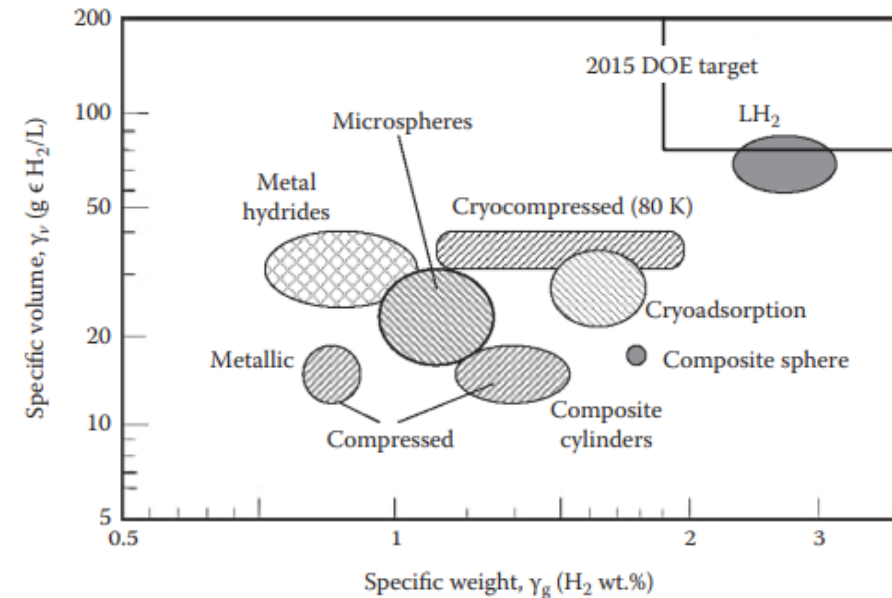 200
100
50
20
10
5
Specific volume, γᵥ (g ϵ H₂/L)
2015 DOE target
LH₂
Microspheres
Metal
hydrides
Cryocompressed (80 K)
Cryoadsorption
Metallic
Composite sphere
Compressed
Composite
cylinders
0.5
1
2
3
Specific weight, γg (H₂ wt.%)